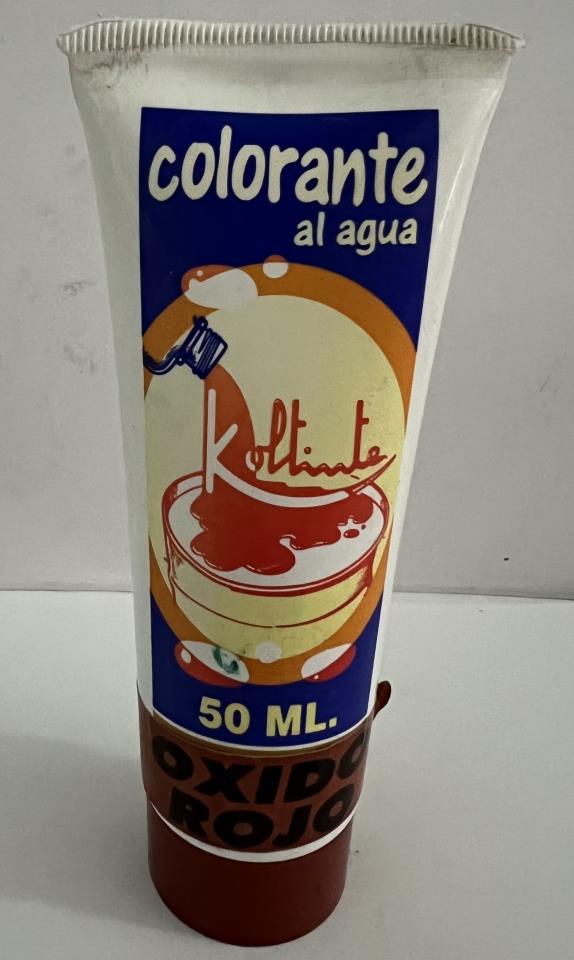 colorante
al agua
Koltinte
50 ML.
OXIDO
ROJO